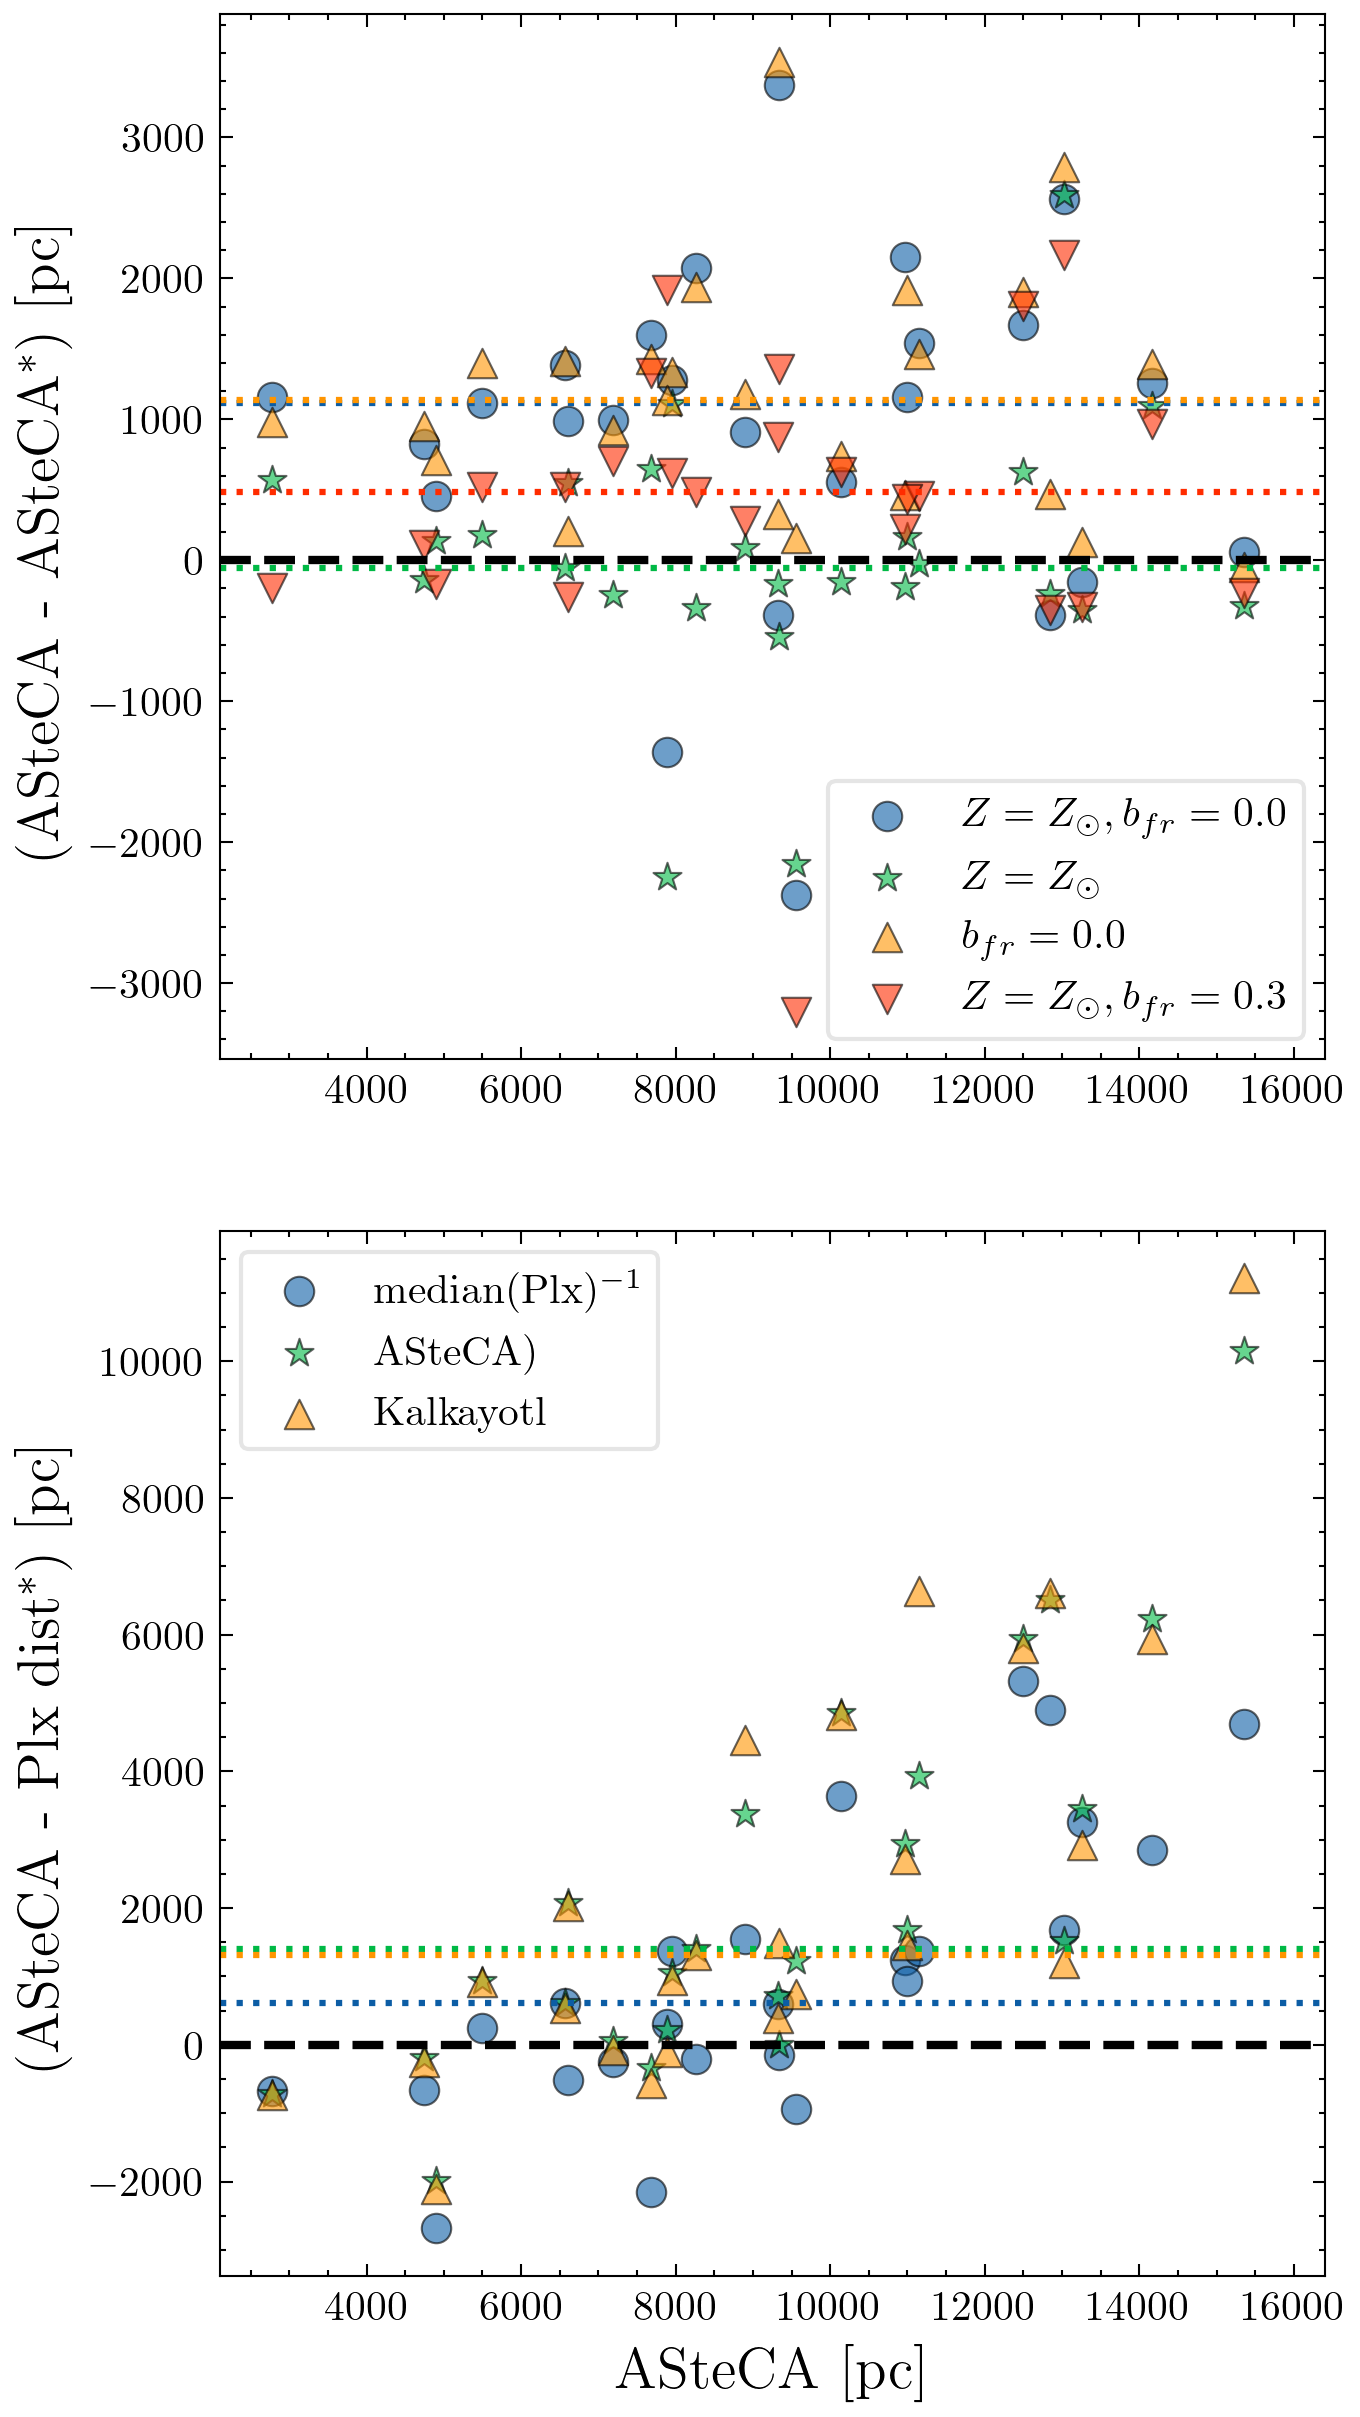 (ASteCA - ASteCA*) [pc]
3000
2000
1000
0
−1000
−2000
−3000
Z = Z⊙, b_fr = 0.0
Z = Z⊙
b_fr = 0.0
Z = Z⊙, b_fr = 0.3
4000 6000 8000 10000 12000 14000 16000
(ASteCA - Plx dist*) [pc]
median(Plx)⁻¹
ASteCA)
Kalkayotl
10000
8000
6000
4000
2000
0
−2000
4000 6000 8000 10000 12000 14000 16000
ASteCA [pc]